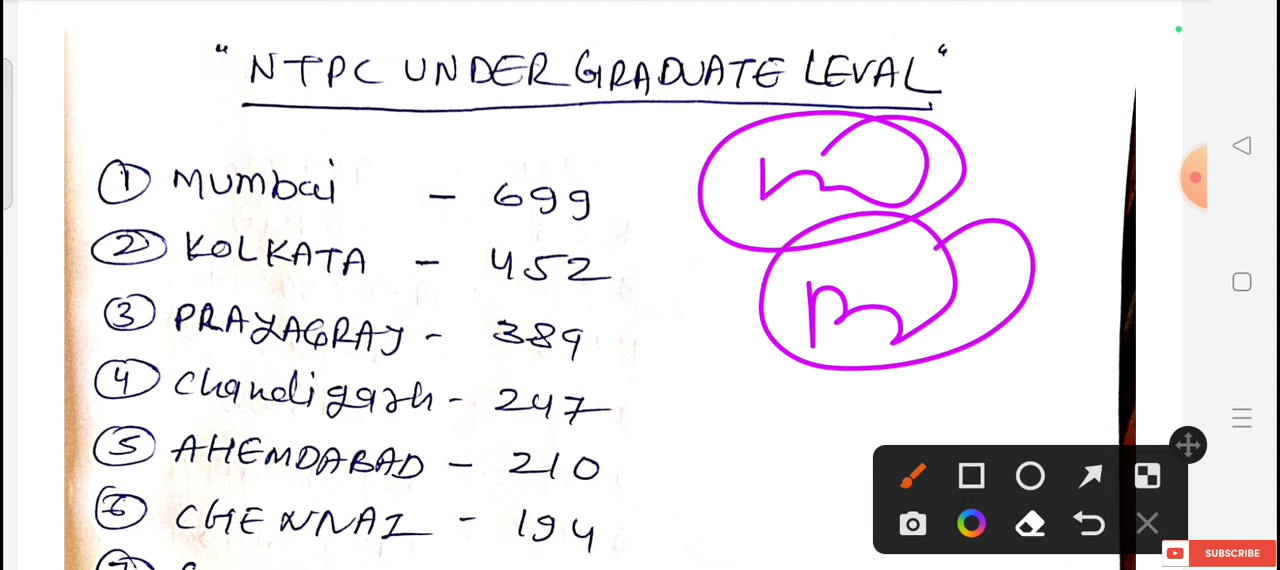 " NTPC UNDER GRADUATE LEVAL "
① Mumbai - 699
② KOLKATA - 452
③ PRAYAGRAJ - 389
④ Chandigarh - 247
⑤ AHEMDABAD - 210
⑥ CHENNAI - 194
SUBSCRIBE